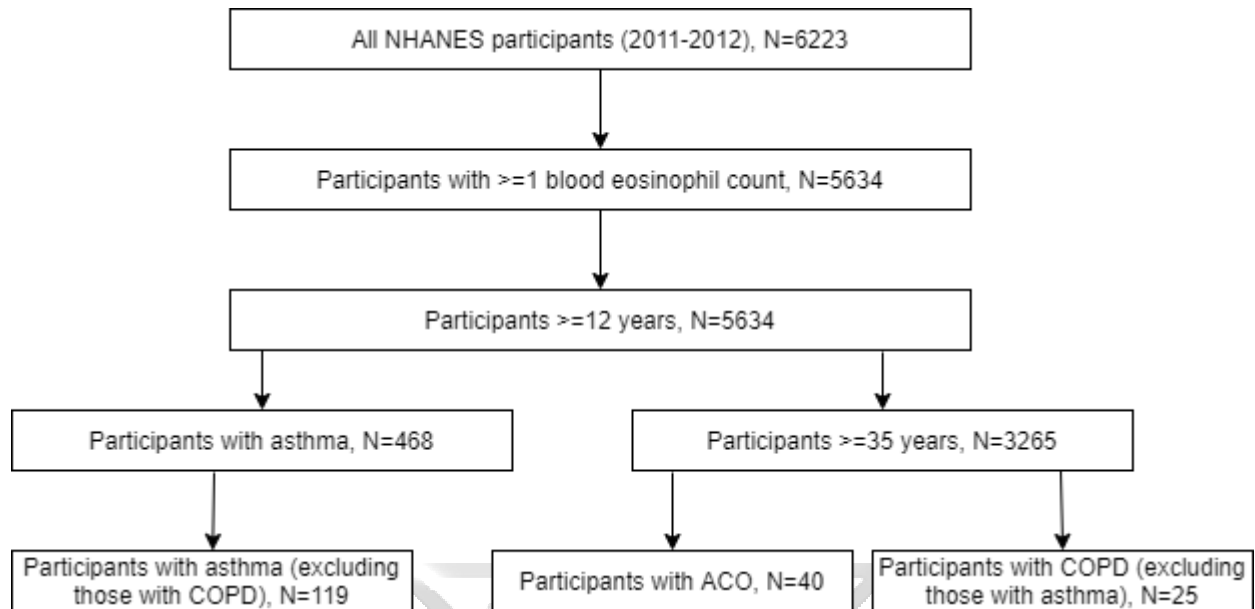 All NHANES participants (2011-2012), N=6223
Participants with >=1 blood eosinophil count, N=5634
Participants >=12 years, N=5634
Participants with asthma, N=468
Participants >=35 years, N=3265
Participants with asthma (excluding
those with COPD), N=119
Participants with ACO, N=40
Participants with COPD (excluding
those with asthma), N=25